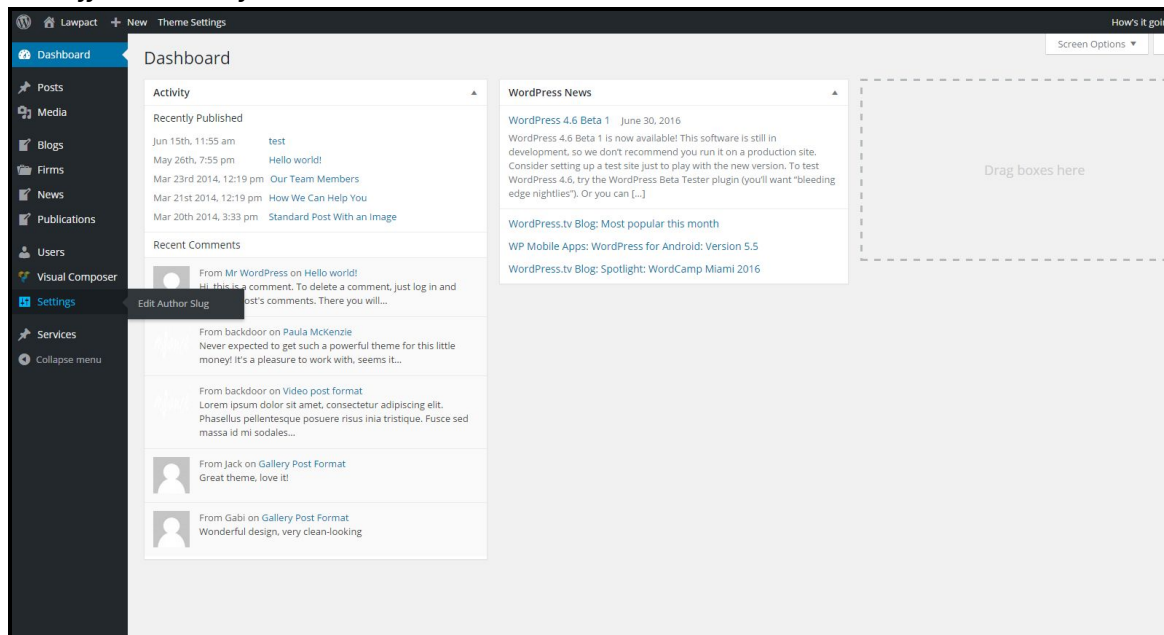 Lawpact + New Theme Settings
How's it goin
Screen Options ▼
Dashboard
Posts
Media
Blogs
Firms
News
Publications
Users
Visual Composer
Settings
Edit Author Slug
Services
Collapse menu
Dashboard
Activity
Recently Published
Jun 15th, 11:55 am test
May 26th, 7:55 pm Hello world!
Mar 23rd 2014, 12:19 pm Our Team Members
Mar 21st 2014, 12:19 pm How We Can Help You
Mar 20th 2014, 3:33 pm Standard Post With an Image
Recent Comments
From Mr WordPress on Hello world!
Hi, this is a comment. To delete a comment, just log in and
ost's comments. There you will...
From backdoor on Paula McKenzie
Never expected to get such a powerful theme for this little
money! It's a pleasure to work with, seems it...
From backdoor on Video post format
Lorem ipsum dolor sit amet, consectetur adipiscing elit.
Phasellus pellentesque posuere risus inia tristique. Fusce sed
massa id mi sodales...
From Jack on Gallery Post Format
Great theme, love it!
From Gabi on Gallery Post Format
Wonderful design, very clean-looking
WordPress News
WordPress 4.6 Beta 1 June 30, 2016
WordPress 4.6 Beta 1 is now available! This software is still in
development, so we don't recommend you run it on a production site.
Consider setting up a test site just to play with the new version. To test
WordPress 4.6, try the WordPress Beta Tester plugin (you'll want "bleeding
edge nightlies"). Or you can [...]
WordPress.tv Blog: Most popular this month
WP Mobile Apps: WordPress for Android: Version 5.5
WordPress.tv Blog: Spotlight: WordCamp Miami 2016
Drag boxes here